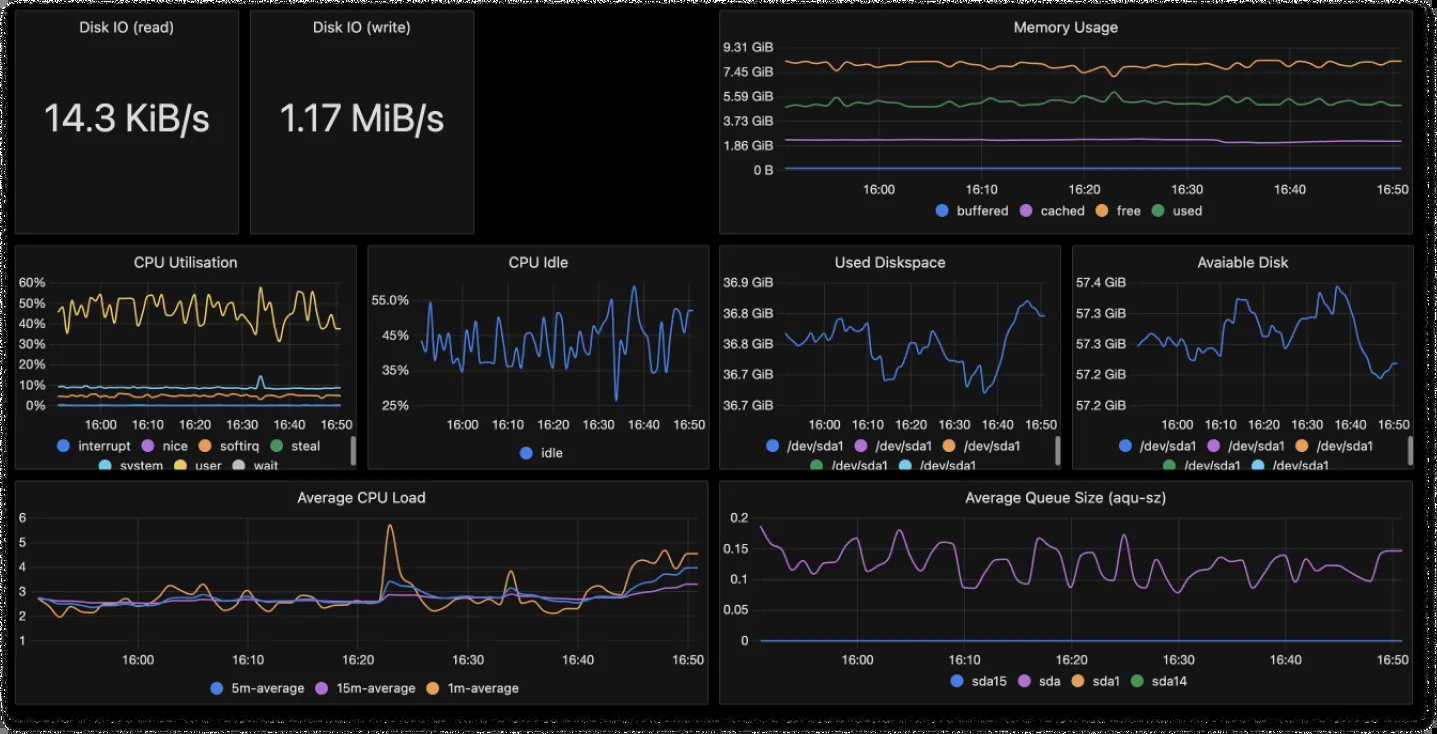 Disk IO (read)
14.3 KiB/s
Disk IO (write)
1.17 MiB/s
Memory Usage
9.31 GiB
7.45 GiB
5.59 GiB
3.73 GiB
1.86 GiB
0 B
16:00 16:10 16:20 16:30 16:40 16:50
buffered cached free used
CPU Utilisation
60%
50%
40%
30%
20%
10%
0%
16:00 16:10 16:20 16:30 16:40 16:50
interrupt nice softirq steal
system user wait
CPU Idle
55.0%
45%
35%
25%
16:00 16:10 16:20 16:30 16:40 16:50
idle
Used Diskspace
36.9 GiB
36.8 GiB
36.8 GiB
36.7 GiB
36.7 GiB
16:00 16:10 16:20 16:30 16:40 16:50
/dev/sda1 /dev/sda1 /dev/sda1
/dev/sda1 /dev/sda1
Avaiable Disk
57.4 GiB
57.3 GiB
57.3 GiB
57.2 GiB
57.2 GiB
16:00 16:10 16:20 16:30 16:40 16:50
/dev/sda1 /dev/sda1 /dev/sda1
/dev/sda1 /dev/sda1
Average CPU Load
6
5
4
3
2
1
16:00 16:10 16:20 16:30 16:40 16:50
5m-average 15m-average 1m-average
Average Queue Size (aqu-sz)
0.2
0.15
0.1
0.05
0
16:00 16:10 16:20 16:30 16:40 16:50
sda15 sda sda1 sda14